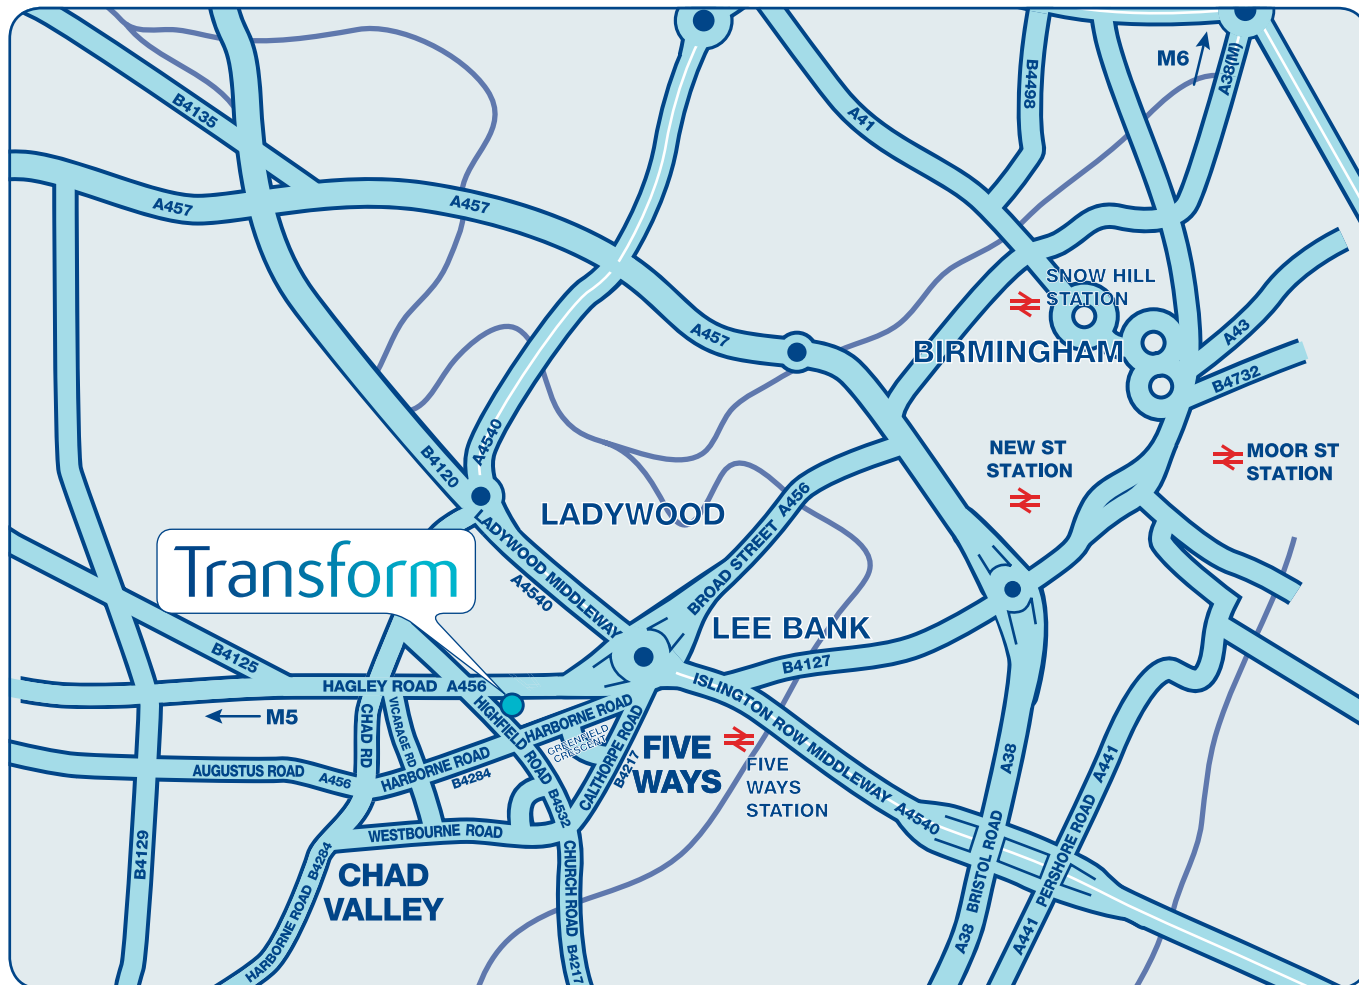 M6
A38(M)
B4498
B4135
A41
A457
A457
SNOW HILL
STATION
A457
BIRMINGHAM
A43
B4732
A4540
B4120
NEW ST
STATION
MOOR ST
STATION
LADYWOOD
BROAD STREET A456
LADYWOOD MIDDLEWAY
A4540
Transform
LEE BANK
B4127
B4125
HAGLEY ROAD A456
M5
ISLINGTON ROW MIDDLEWAY A4540
CHAD RD
VICARAGE RD
HIGHFIELD ROAD B4532
HARBORNE ROAD
GREENFIELD
CRESCENT
CALTHORPE ROAD
B4217
FIVE
WAYS
FIVE
WAYS
STATION
AUGUSTUS ROAD A456
HARBORNE ROAD
B4284
A38
A441
WESTBOURNE ROAD
B4129
CHAD
VALLEY
HARBORNE ROAD B4284
CHURCH ROAD B4217
A38 BRISTOL ROAD
A441 PERSHORE ROAD